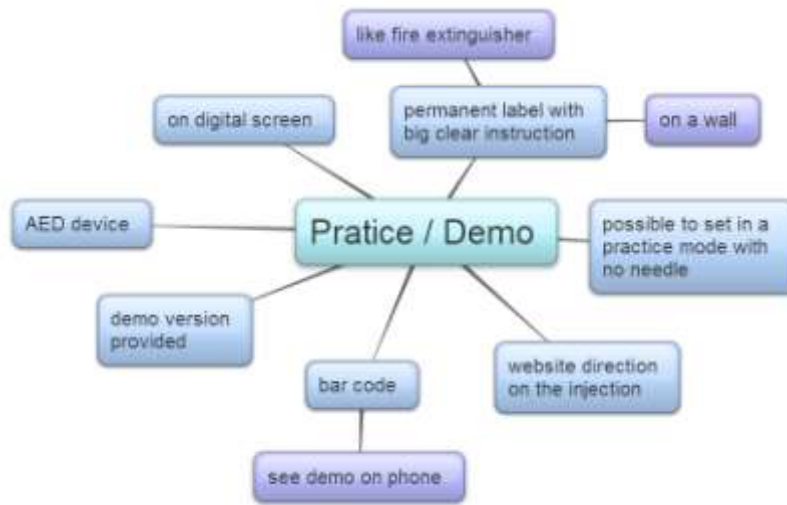 like fire extinguisher
permanent label with
big clear instruction
on a wall
on digital screen
AED device
Pratice / Demo
possible to set in a
practice mode with
no needle
demo version
provided
bar code
website direction
on the injection
see demo on phone